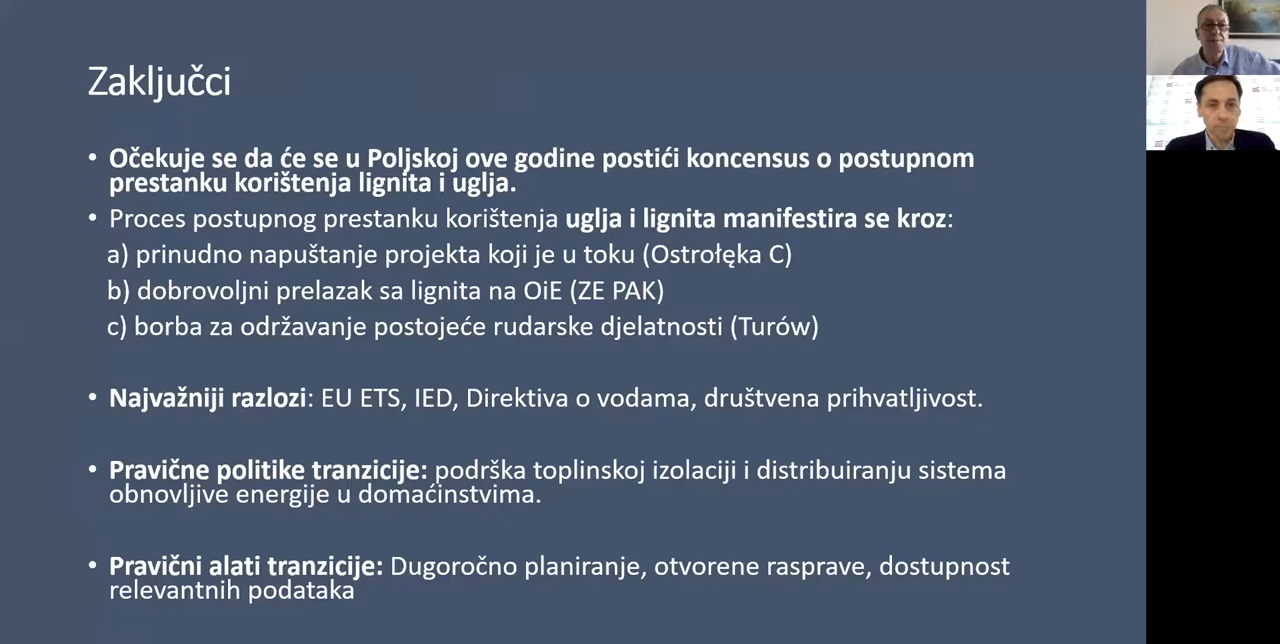 Zaključci
• Očekuje se da će se u Poljskoj ove godine postići koncensus o postupnom
prestanku korištenja lignita i uglja.
• Proces postupnog prestanku korištenja uglja i lignita manifestira se kroz:
a) prinudno napuštanje projekta koji je u toku (Ostrołęka C)
b) dobrovoljni prelazak sa lignita na OiE (ZE PAK)
c) borba za održavanje postojeće rudarske djelatnosti (Turów)
• Najvažniji razlozi: EU ETS, IED, Direktiva o vodama, društvena prihvatljivost.
• Pravične politike tranzicije: podrška toplinskoj izolaciji i distribuiranju sistema
obnovljive energije u domaćinstvima.
• Pravični alati tranzicije: Dugoročno planiranje, otvorene rasprave, dostupnost
relevantnih podataka